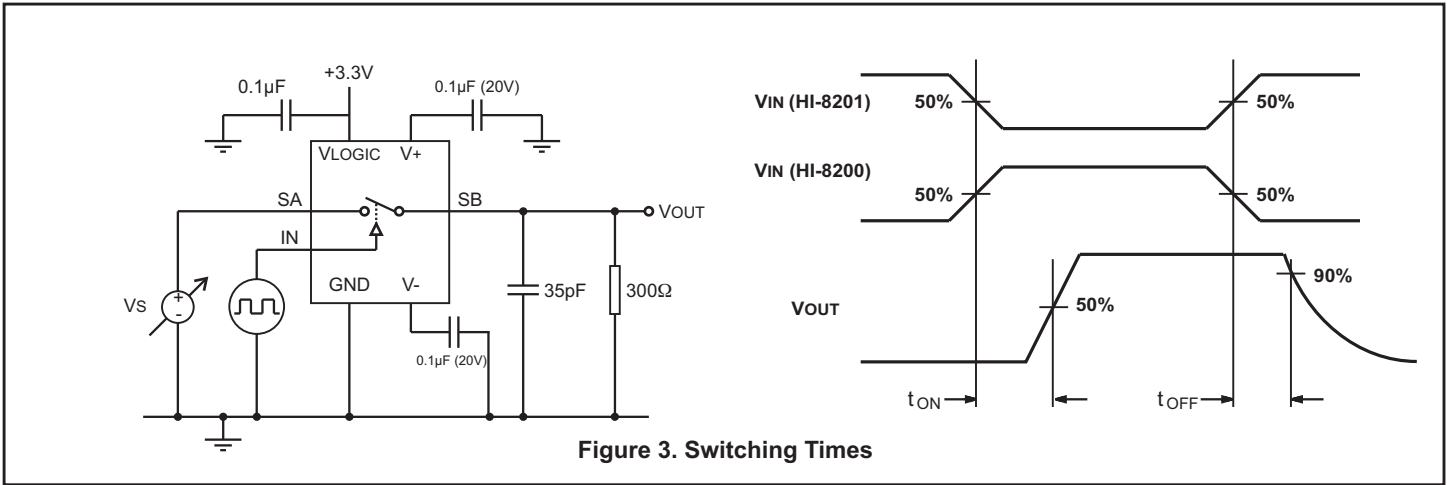 +3.3V
0.1µF
0.1µF (20V)
VLOGIC
V+
SA
SB
VOUT
IN
GND
V-
VS
+
-
35pF
300Ω
0.1µF (20V)
VIN (HI-8201)
50%
50%
VIN (HI-8200)
50%
50%
VOUT
50%
90%
tON
tOFF
Figure 3. Switching Times